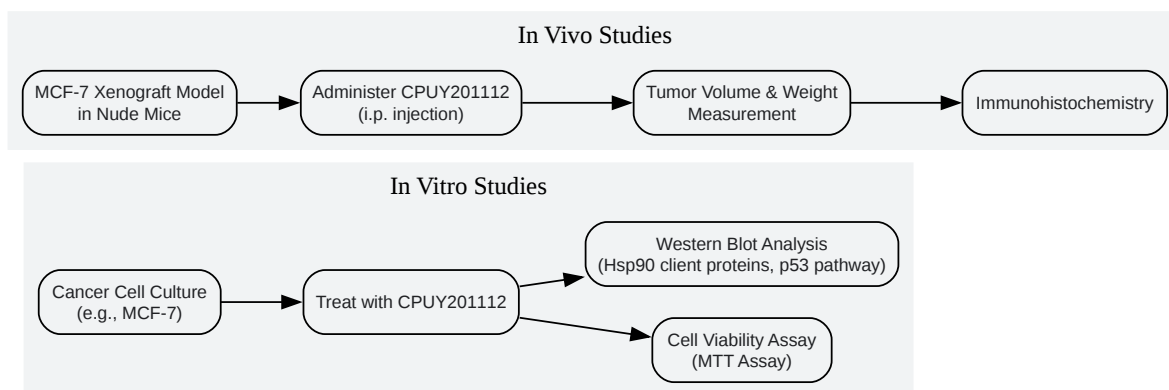 In Vivo Studies
MCF-7 Xenograft Model
in Nude Mice
Administer CPUY201112
(i.p. injection)
Tumor Volume & Weight
Measurement
Immunohistochemistry
In Vitro Studies
Cancer Cell Culture
(e.g., MCF-7)
Treat with CPUY201112
Western Blot Analysis
(Hsp90 client proteins, p53 pathway)
Cell Viability Assay
(MTT Assay)